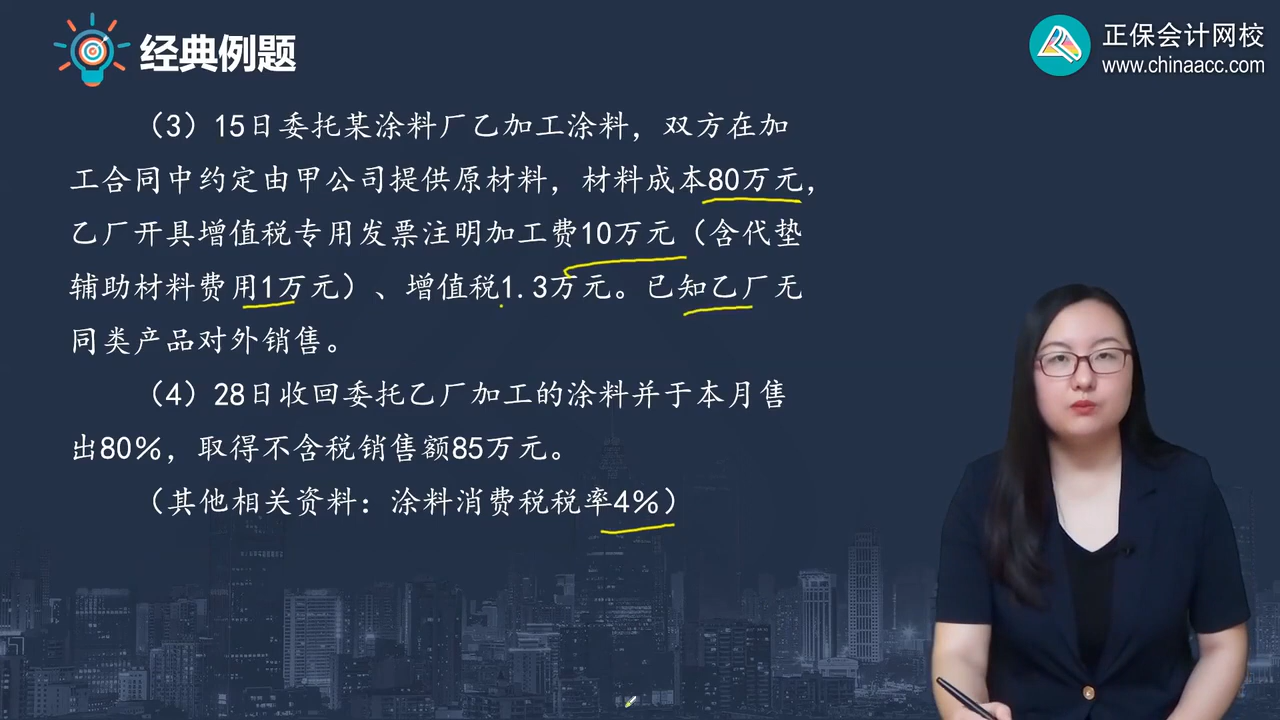 经典例题
正保会计网校
www.chinaacc.com
（3）15日委托某涂料厂乙加工涂料，双方在加
工合同中约定由甲公司提供原材料，材料成本80万元，
乙厂开具增值税专用发票注明加工费10万元（含代垫
辅助材料费用1万元）、增值税1.3万元。已知乙厂无
同类产品对外销售。
（4）28日收回委托乙厂加工的涂料并于本月售
出80%，取得不含税销售额85万元。
（其他相关资料：涂料消费税税率4%）